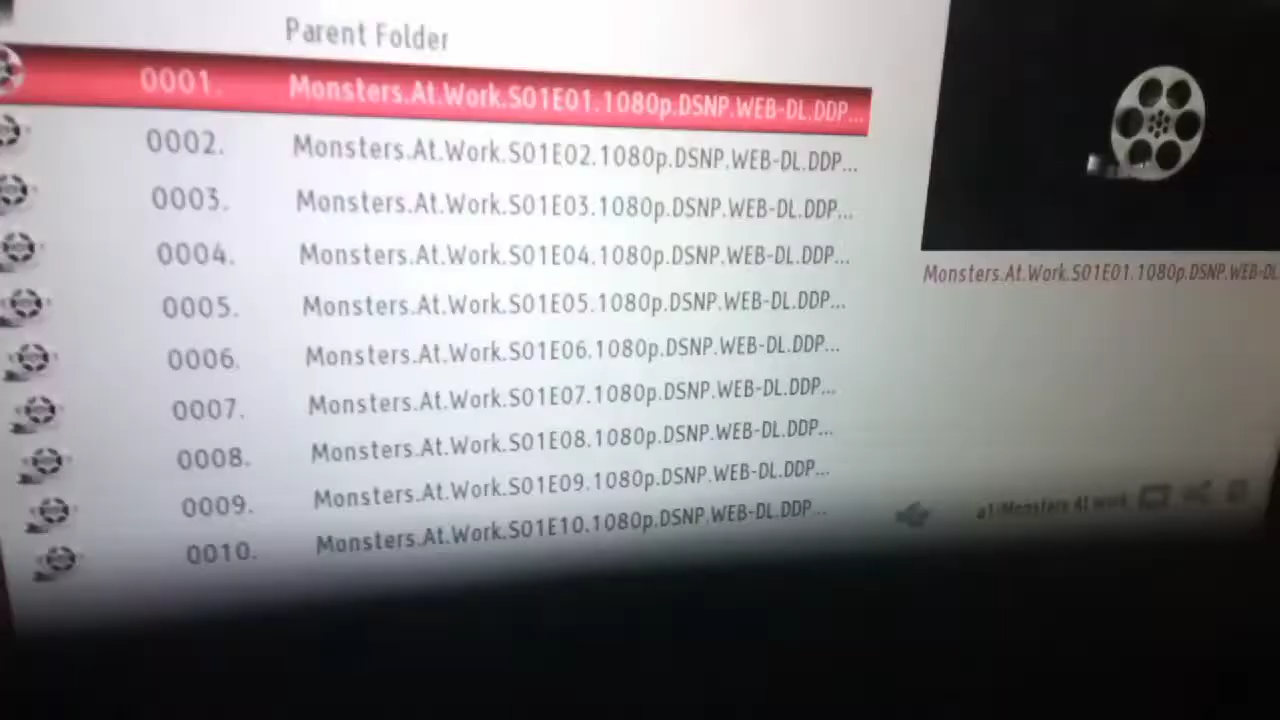 Parent Folder
0001. Monsters.At.Work.S01E01.1080p.DSNP.WEB-DL.DDP...
0002. Monsters.At.Work.S01E02.1080p.DSNP.WEB-DL.DDP...
0003. Monsters.At.Work.S01E03.1080p.DSNP.WEB-DL.DDP...
0004. Monsters.At.Work.S01E04.1080p.DSNP.WEB-DL.DDP...
0005. Monsters.At.Work.S01E05.1080p.DSNP.WEB-DL.DDP...
0006. Monsters.At.Work.S01E06.1080p.DSNP.WEB-DL.DDP...
0007. Monsters.At.Work.S01E07.1080p.DSNP.WEB-DL.DDP...
0008. Monsters.At.Work.S01E08.1080p.DSNP.WEB-DL.DDP...
0009. Monsters.At.Work.S01E09.1080p.DSNP.WEB-DL.DDP...
0010. Monsters.At.Work.S01E10.1080p.DSNP.WEB-DL.DDP...
Monsters.At.Work.S01E01.1080p.DSNP.WEB-DL
Monsters At work